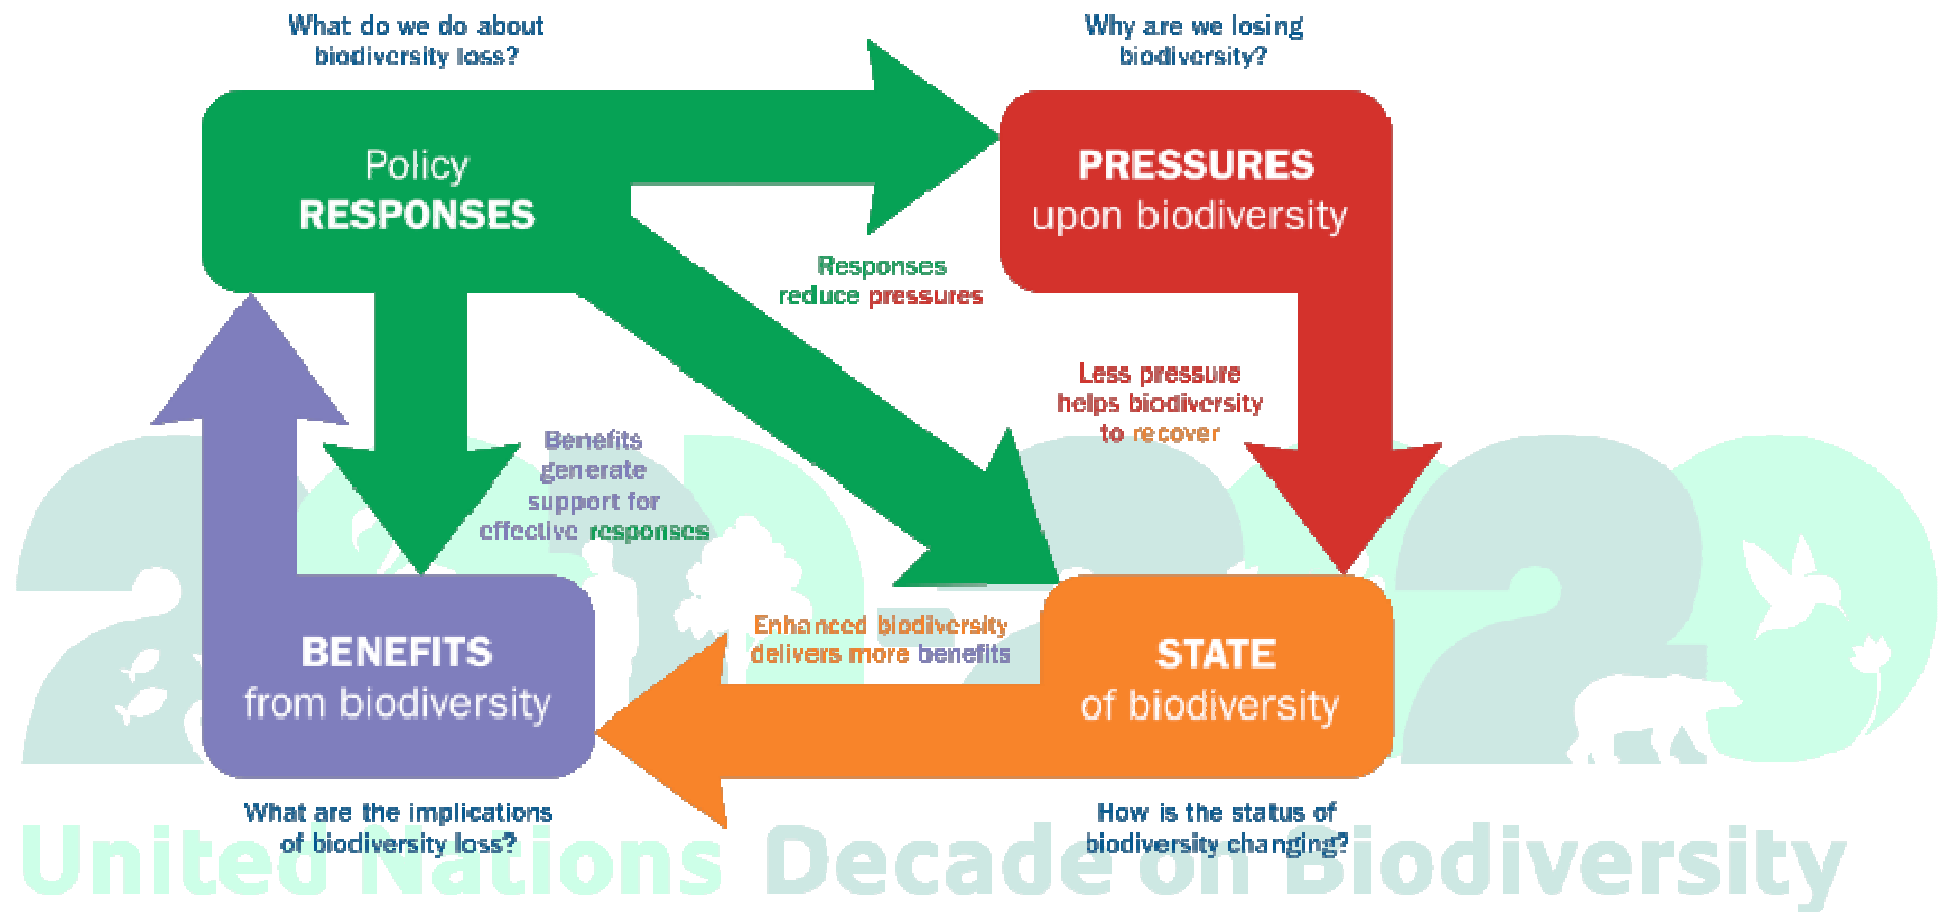 What do we do about
biodiversity loss?
Why are we losing
biodiversity?
Policy
RESPONSES
PRESSURES
upon biodiversity
Responses
reduce pressures
Less pressure
helps biodiversity
to recover
Benefits
generate
support for
effective responses
Enhanced biodiversity
delivers more benefits
BENEFITS
from biodiversity
STATE
of biodiversity
What are the implications
of biodiversity loss?
How is the status of
biodiversity changing?
United Nations Decade on Biodiversity